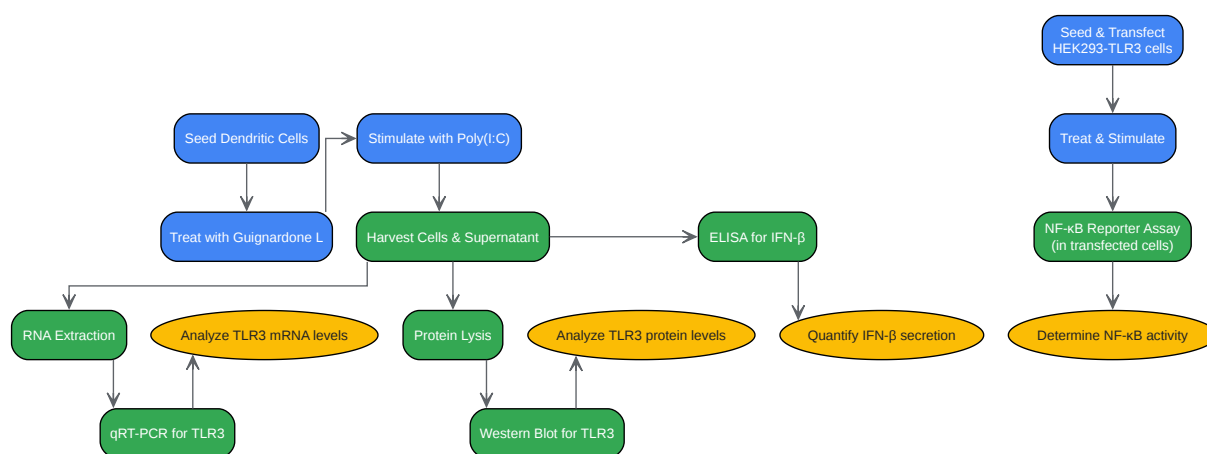 Seed & Transfect
HEK293-TLR3 cells
Seed Dendritic Cells
Stimulate with Poly(I:C)
Treat & Stimulate
Treat with Guignardone L
Harvest Cells & Supernatant
ELISA for IFN-β
NF-κB Reporter Assay
(in transfected cells)
RNA Extraction
Analyze TLR3 mRNA levels
Protein Lysis
Analyze TLR3 protein levels
Quantify IFN-β secretion
Determine NF-κB activity
qRT-PCR for TLR3
Western Blot for TLR3